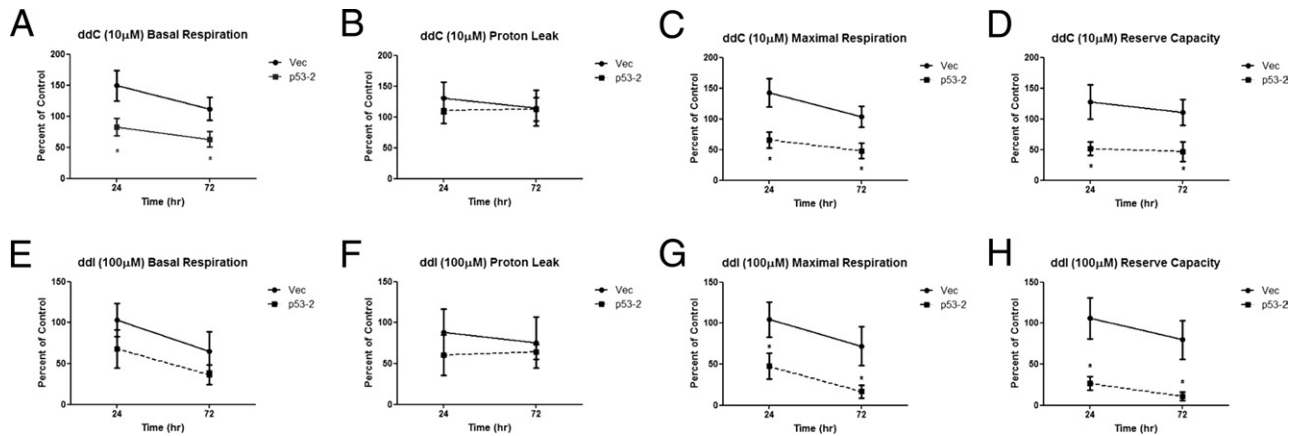 A
ddC (10μM) Basal Respiration
Percent of Control
200
150
100
50
0
*
*
24
72
Time (hr)
Vec
p53-2
B
ddC (10μM) Proton Leak
Percent of Control
200
150
100
50
0
24
72
Time (hr)
Vec
p53-2
C
ddC (10μM) Maximal Respiration
Percent of Control
200
150
100
50
0
*
*
24
72
Time (hr)
Vec
p53-2
D
ddC (10μM) Reserve Capacity
Percent of Control
200
150
100
50
0
*
*
24
72
Time (hr)
Vec
p53-2
E
ddI (100μM) Basal Respiration
Percent of Control
150
100
50
0
24
72
Time (hr)
Vec
p53-2
F
ddI (100μM) Proton Leak
Percent of Control
150
100
50
0
24
72
Time (hr)
Vec
p53-2
G
ddI (100μM) Maximal Respiration
Percent of Control
150
100
50
0
*
*
24
72
Time (hr)
Vec
p53-2
H
ddI (100μM) Reserve Capacity
Percent of Control
150
100
50
0
*
*
24
72
Time (hr)
Vec
p53-2